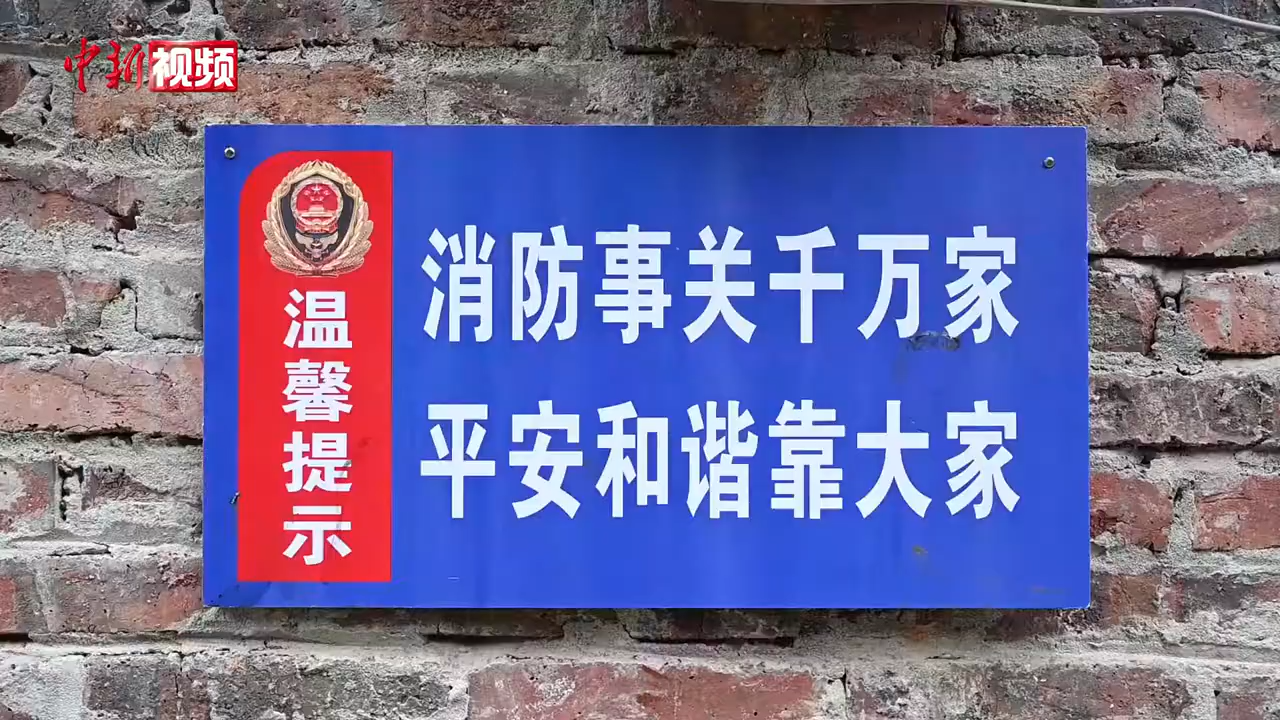 中新视频
温馨提示
消防事关千万家
平安和谐靠大家